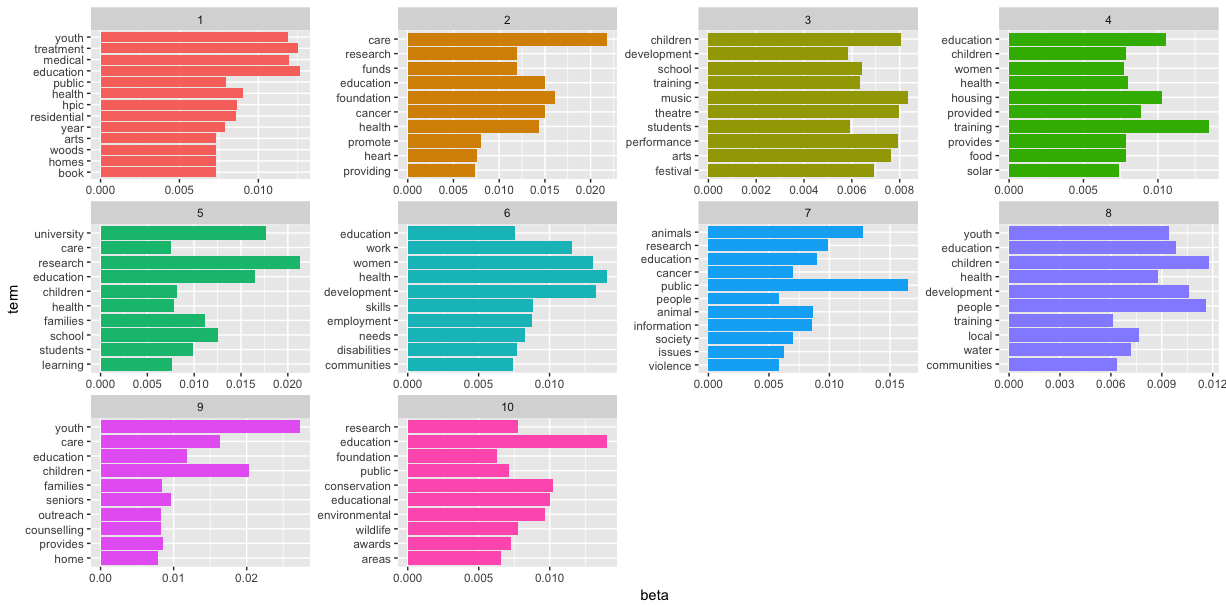 1
youth
treatment
medical
education
public
health
hpic
residential
year
arts
woods
homes
book
0.000 0.005 0.010
2
care
research
funds
education
foundation
cancer
health
promote
heart
providing
0.000 0.005 0.010 0.015 0.020
3
children
development
school
training
music
theatre
students
performance
arts
festival
0.000 0.002 0.004 0.006 0.008
4
education
children
women
health
housing
provided
training
provides
food
solar
0.000 0.005 0.010
5
university
care
research
education
children
health
families
school
students
learning
0.000 0.005 0.010 0.015 0.020
6
education
work
women
health
development
skills
employment
needs
disabilities
communities
0.000 0.005 0.010
7
animals
research
education
cancer
public
people
animal
information
society
issues
violence
0.000 0.005 0.010 0.015
8
youth
education
children
health
development
people
training
local
water
communities
0.000 0.003 0.006 0.009 0.012
9
youth
care
education
children
families
seniors
outreach
counselling
provides
home
0.00 0.01 0.02
10
research
education
foundation
public
conservation
educational
environmental
wildlife
awards
areas
0.000 0.005 0.010
term
beta